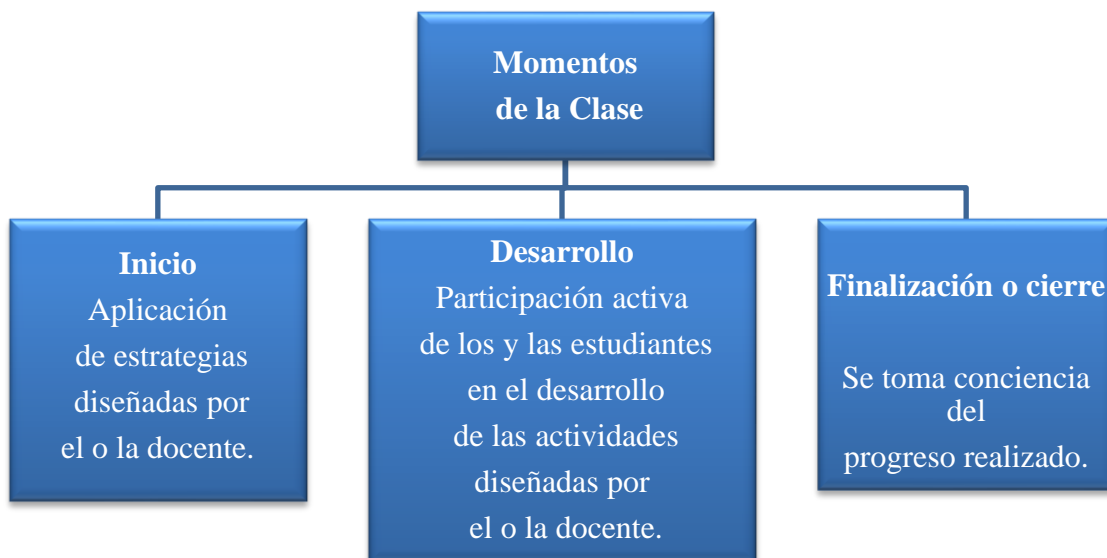 Momentos
de la Clase
Inicio
Aplicación
de estrategias
diseñadas por
el o la docente.
Desarrollo
Participación activa
de los y las estudiantes
en el desarrollo
de las actividades
diseñadas por
el o la docente.
Finalización o cierre
Se toma conciencia
del
progreso realizado.